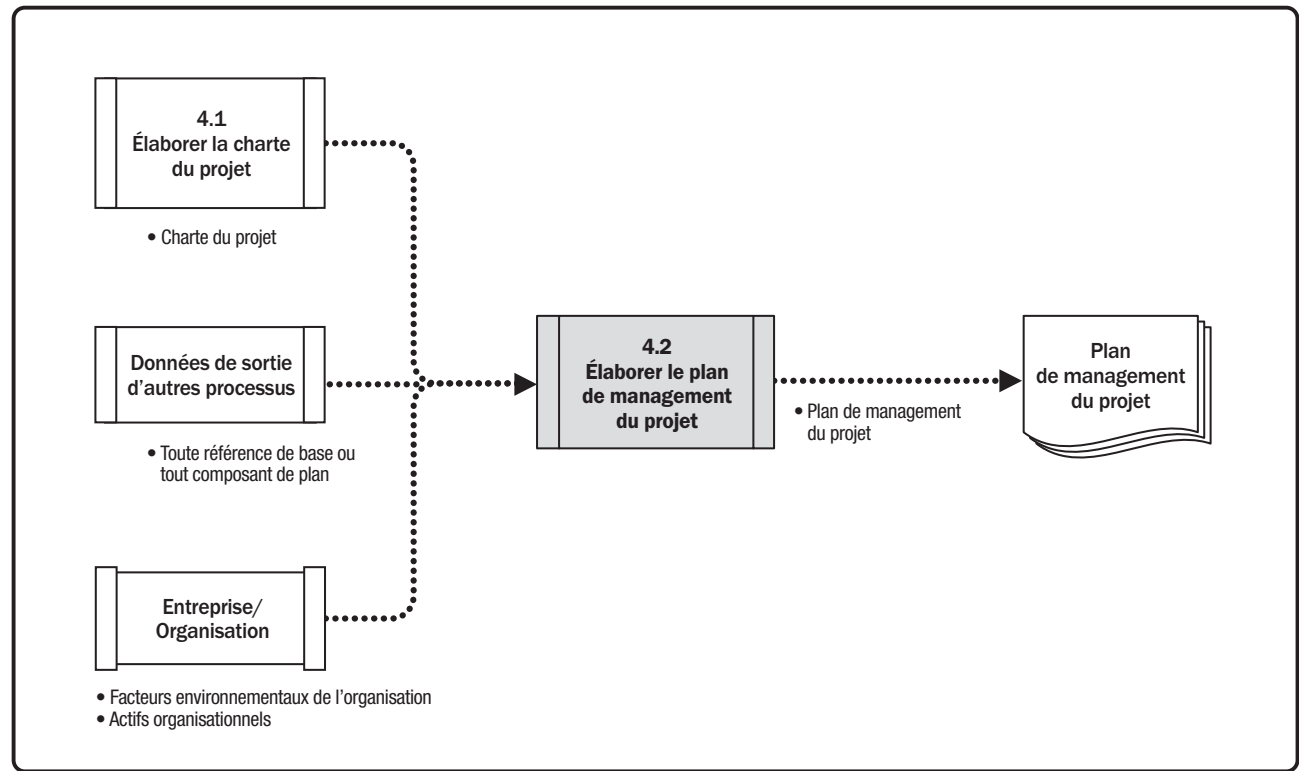 4.1
Élaborer la charte
du projet
• Charte du projet
Données de sortie
d'autres processus
• Toute référence de base ou
tout composant de plan
Entreprise/
Organisation
• Facteurs environnementaux de l'organisation
• Actifs organisationnels
4.2
Élaborer le plan
de management
du projet
• Plan de management
du projet
Plan
de management
du projet